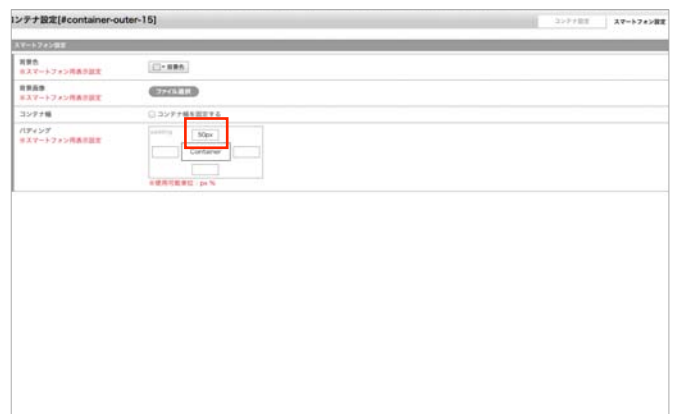 ンテナ設定[#container-outer-15]
コンテナ設定
スマートフォン設定
スマートフォン設定
背景色
※スマートフォン用表示設定
背景色
背景画像
※スマートフォン用表示設定
ファイル選択
コンテナ幅
コンテナ幅を固定する
パディング
※スマートフォン用表示設定
padding
50px
Container
※使用可能単位：px %